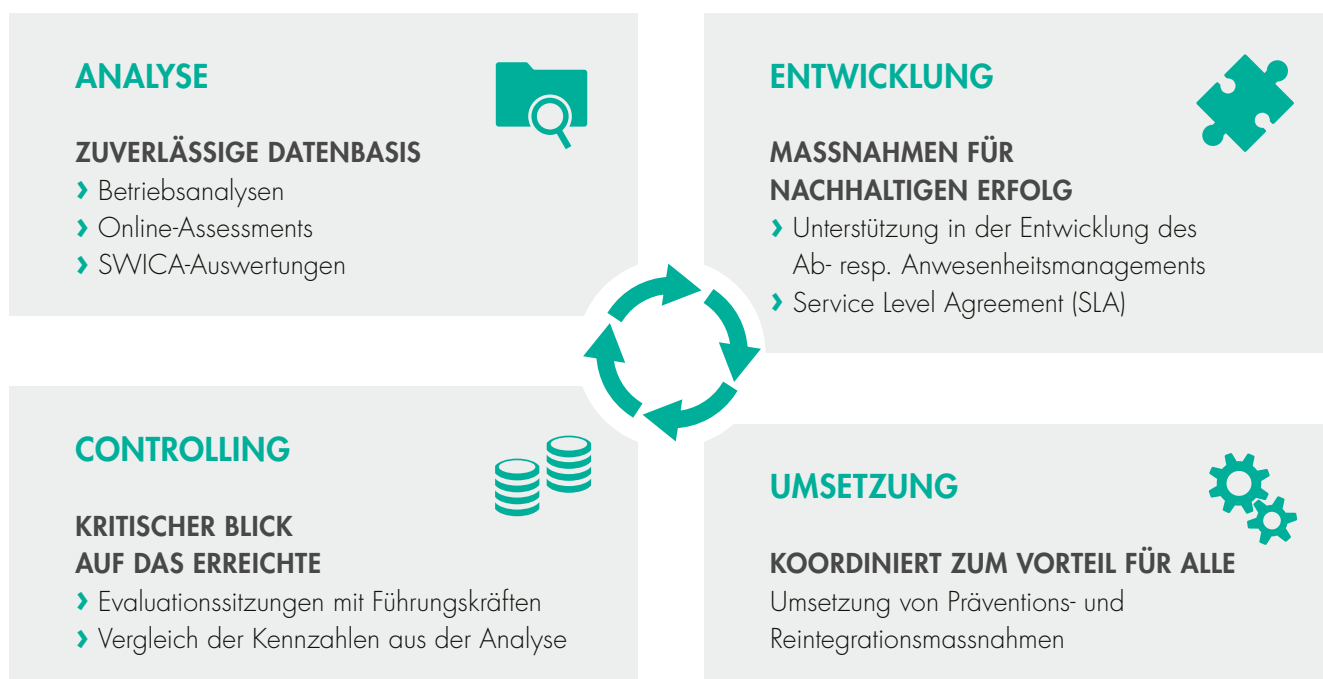 ANALYSE
ZUVERLÄSSIGE DATENBASIS
› Betriebsanalysen
› Online-Assessments
› SWICA-Auswertungen
ENTWICKLUNG
MASSNAHMEN FÜR
NACHHALTIGEN ERFOLG
› Unterstützung in der Entwicklung des
Ab- resp. Anwesenheitsmanagements
› Service Level Agreement (SLA)
CONTROLLING
KRITISCHER BLICK
AUF DAS ERREICHTE
› Evaluationssitzungen mit Führungskräften
› Vergleich der Kennzahlen aus der Analyse
UMSETZUNG
KOORDINIERT ZUM VORTEIL FÜR ALLE
Umsetzung von Präventions- und
Reintegrationsmassnahmen